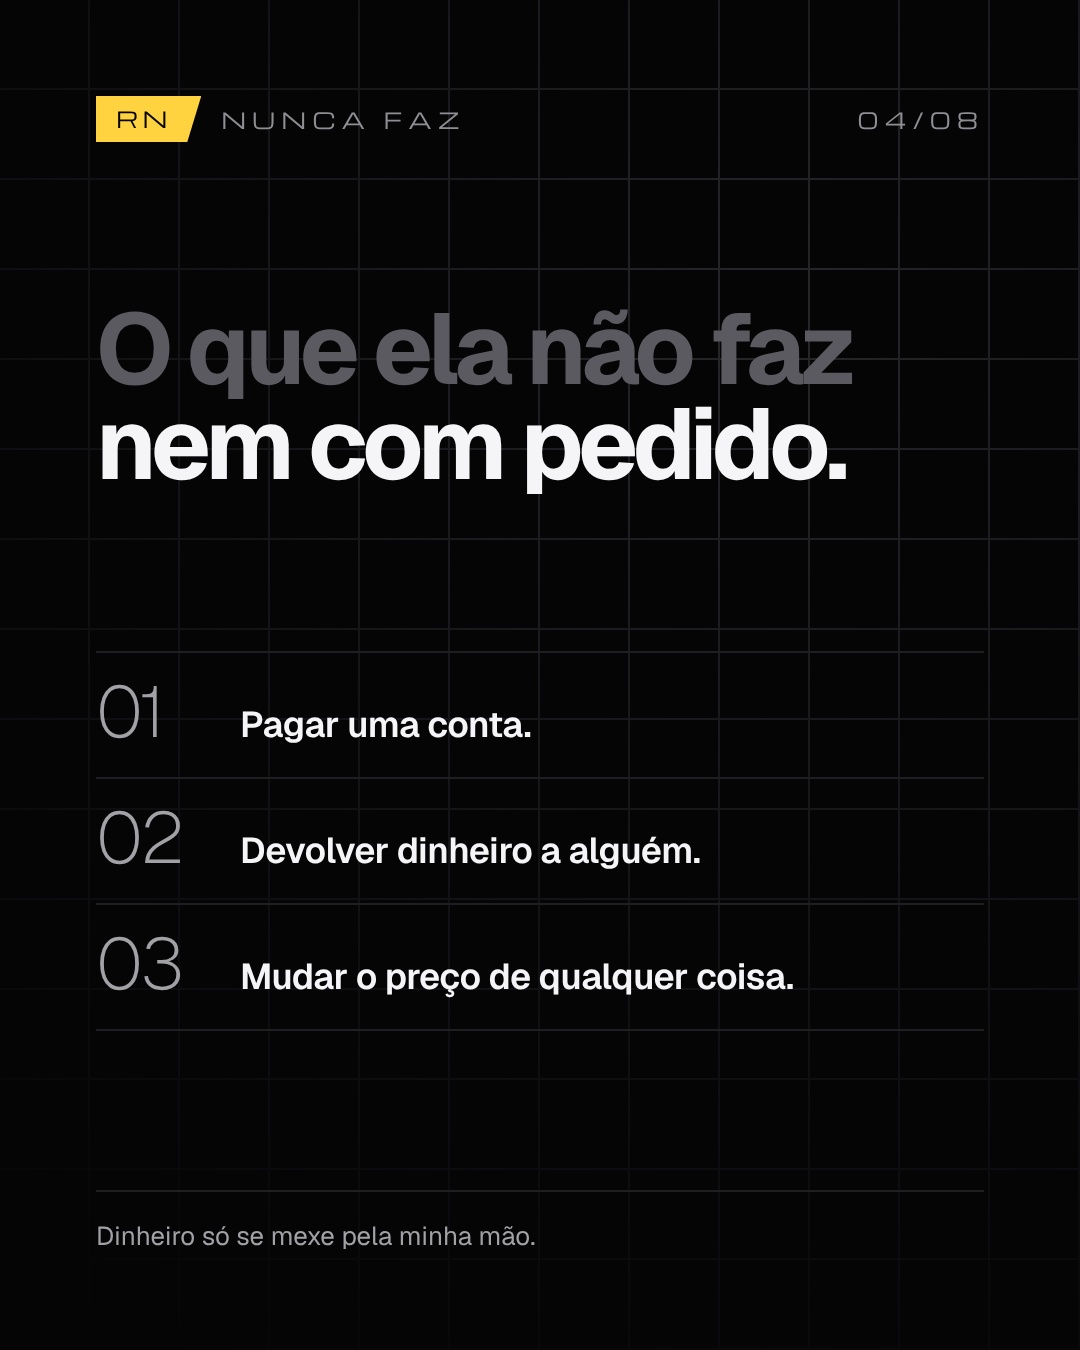 RN NUNCA FAZ 04/08
O que ela não faz
nem com pedido.
01 Pagar uma conta.
02 Devolver dinheiro a alguém.
03 Mudar o preço de qualquer coisa.
Dinheiro só se mexe pela minha mão.